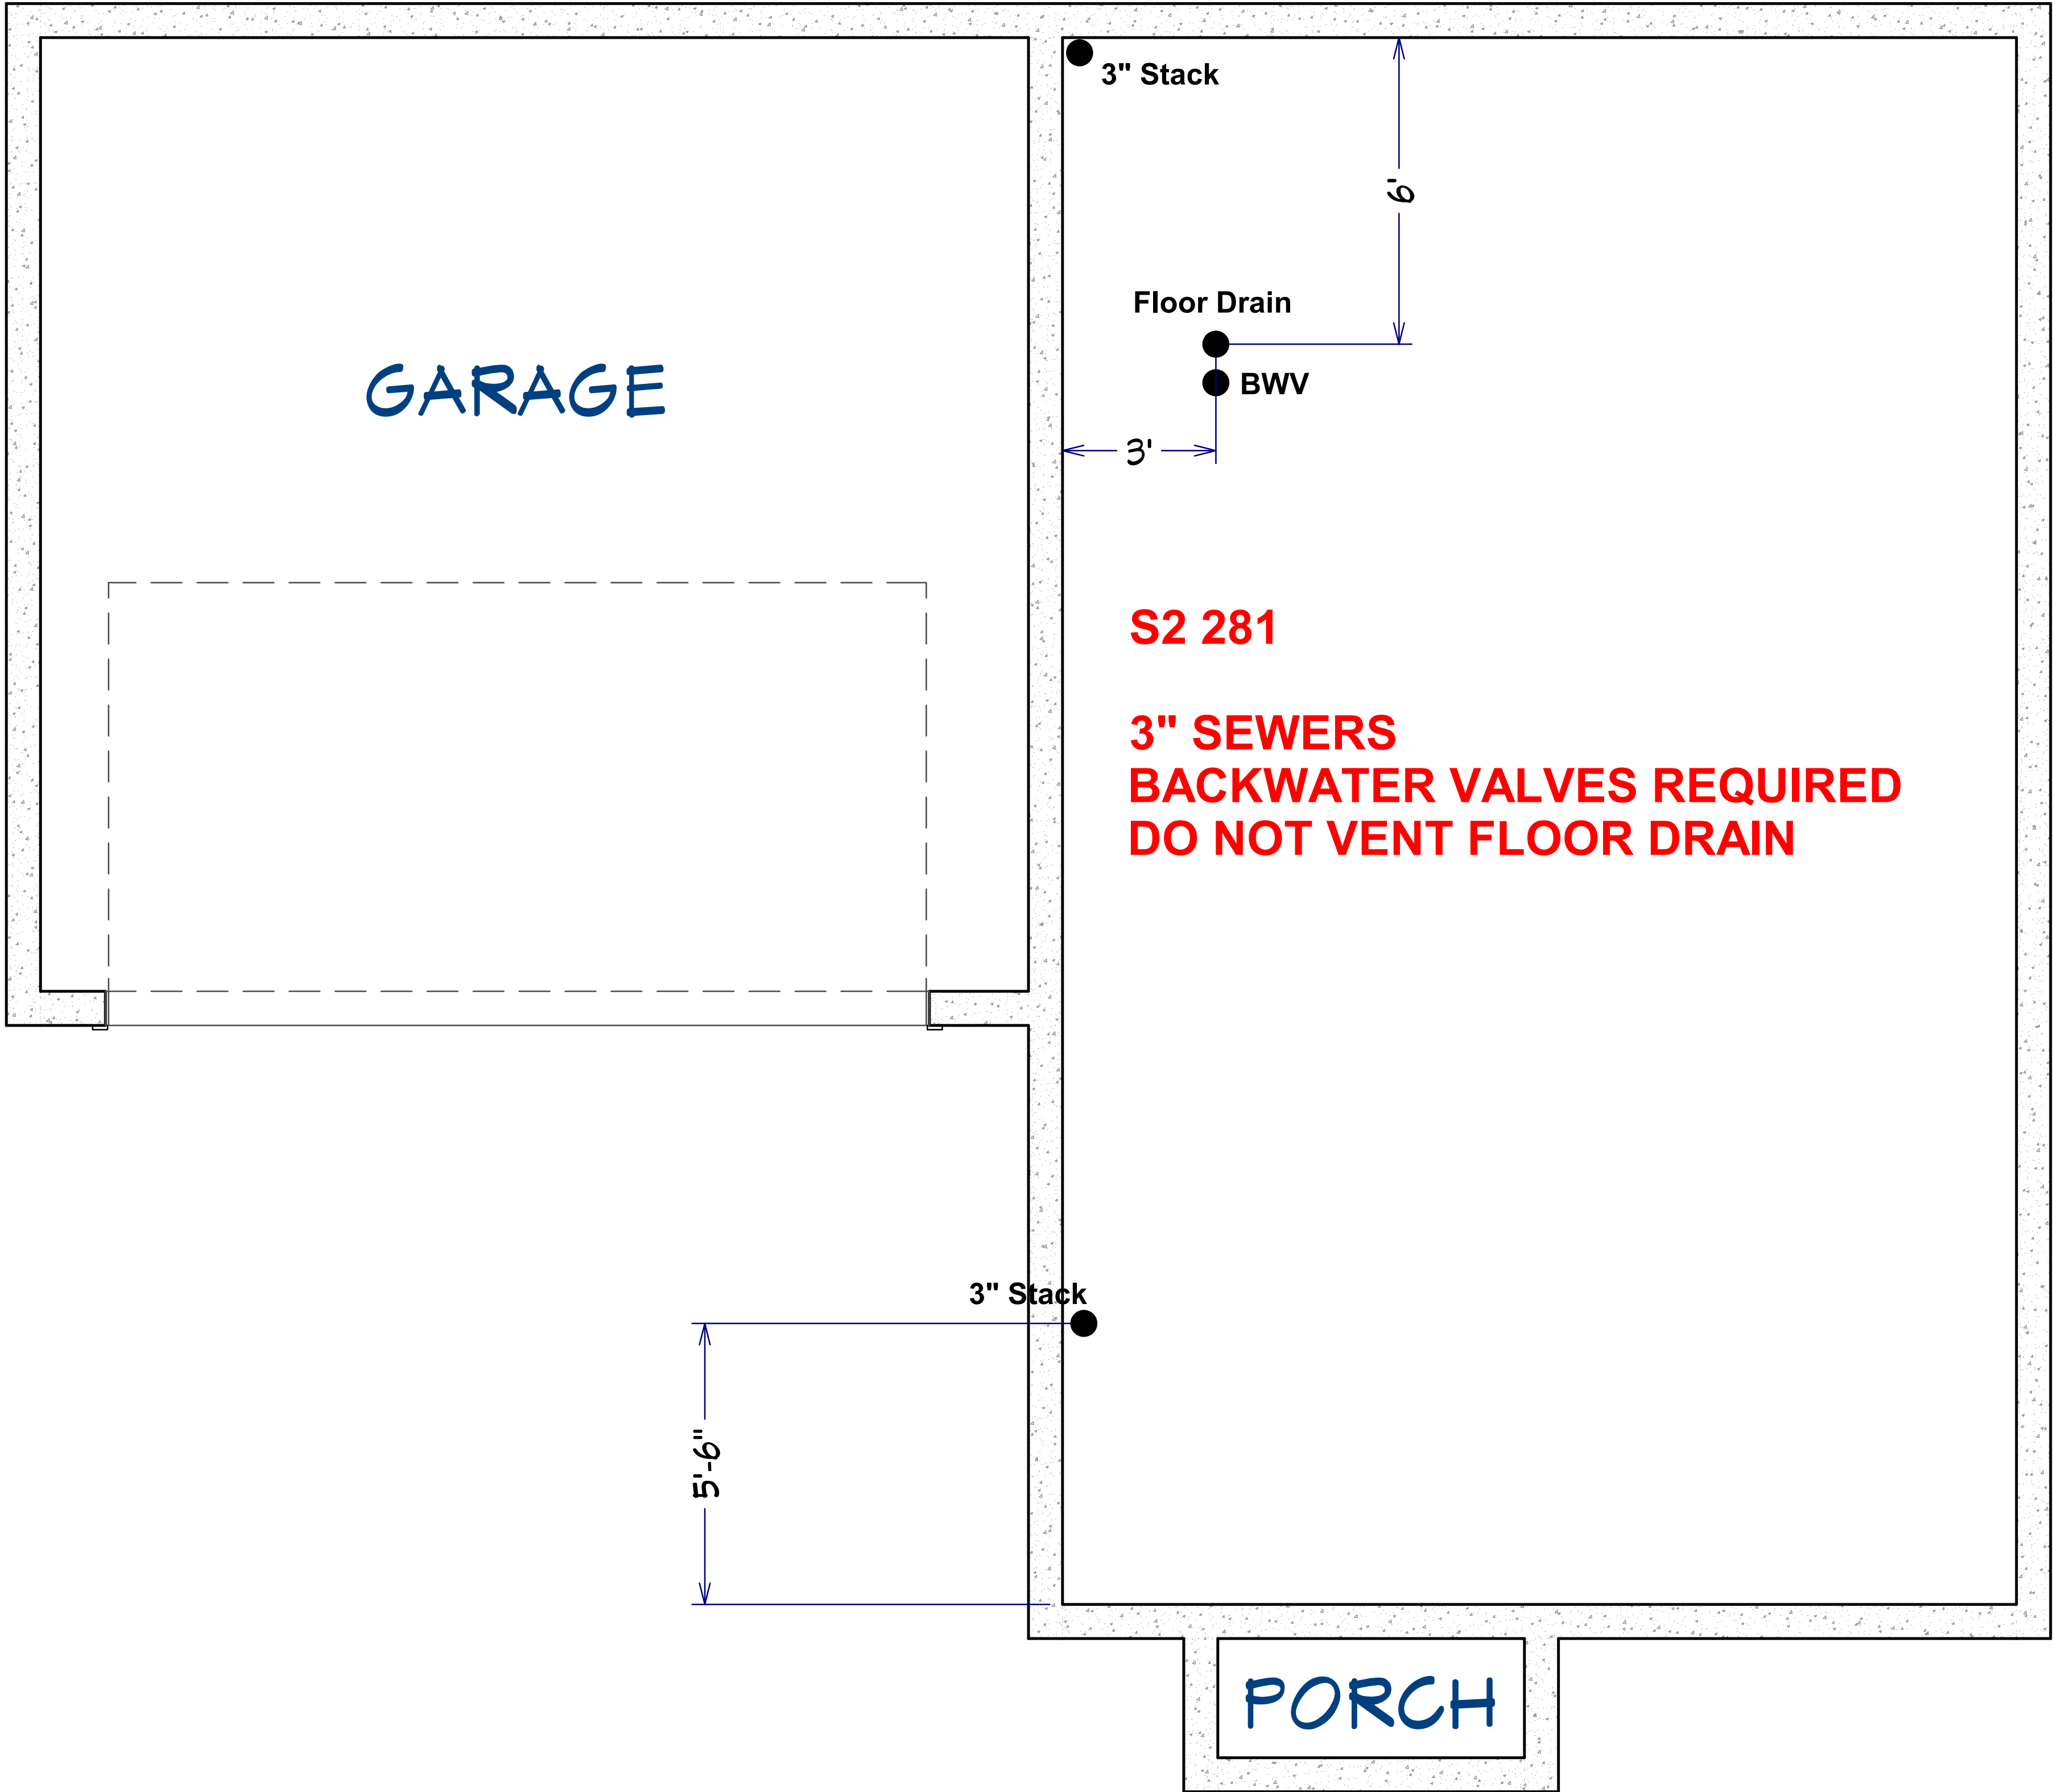 3" Stack
6'
Floor Drain
BWV
GARAGE
3'
S2 281
3" SEWERS
BACKWATER VALVES REQUIRED
DO NOT VENT FLOOR DRAIN
3" Stack
5'-6"
PORCH